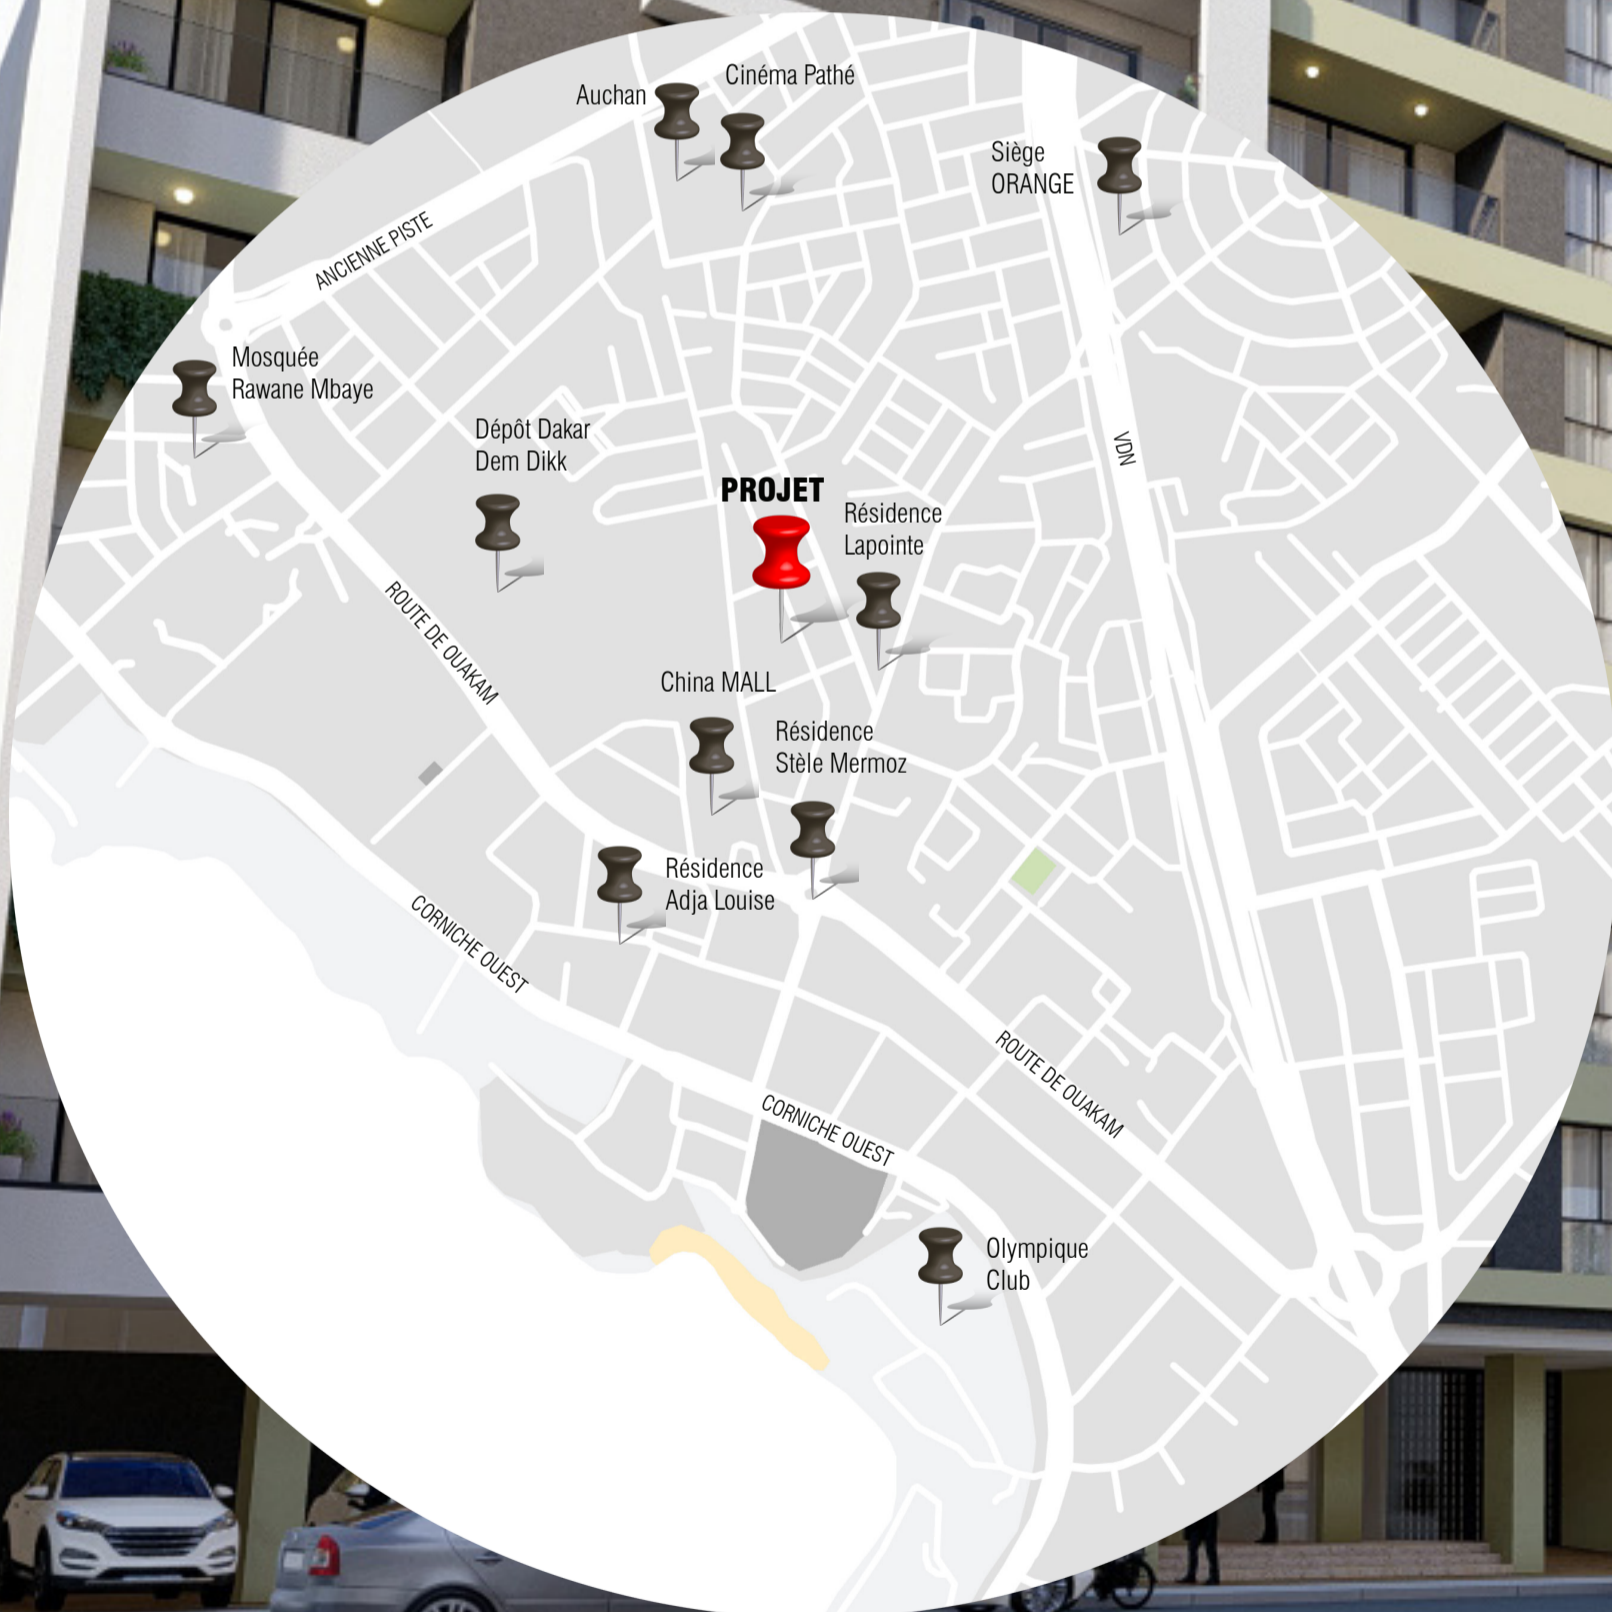 Cinéma Pathé
Auchan
Siège
ORANGE
ANCIENNE PISTE
Mosquée
Rawane Mbaye
Dépôt Dakar
Dem Dikk
VDN
PROJET
Résidence
Lapointe
ROUTE DE OUAKAM
China MALL
Résidence
Stèle Mermoz
Résidence
Adja Louise
CORNICHE OUEST
ROUTE DE OUAKAM
CORNICHE OUEST
Olympique
Club